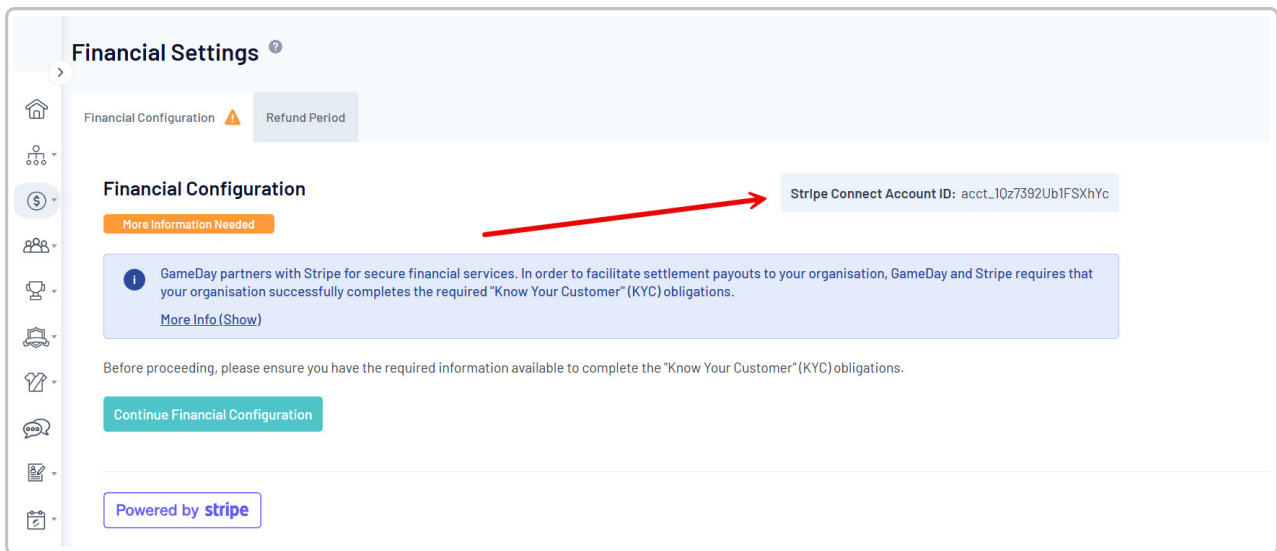 Financial Settings ?
Financial Configuration
Refund Period
Financial Configuration
Stripe Connect Account ID: acct_1Qz7392Ub1FSXhYc
More Information Needed
GameDay partners with Stripe for secure financial services. In order to facilitate settlement payouts to your organisation, GameDay and Stripe requires that
your organisation successfully completes the required "Know Your Customer" (KYC) obligations.
More Info (Show)
Before proceeding, please ensure you have the required information available to complete the "Know Your Customer" (KYC) obligations.
Continue Financial Configuration
Powered by stripe